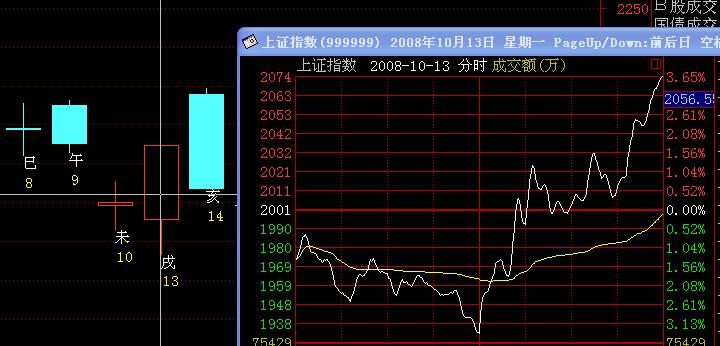 2250
B股成交
国债成交
上证指数(999999) 2008年10月13日 星期一 PageUp/Down:前后日 空格
上证指数 2008-10-13 分时 成交额(万)
2074 3.65%
2063
2056.55
2053 2.61%
2042 2.08%
2032 1.56%
2021 1.04%
2011 0.52%
2001 0.00%
1990 0.52%
1980 1.04%
1969 1.56%
1959 2.08%
1948 2.61%
1938 3.13%
75429 75429
巳
8
午
9
未
10
戌
13
亥
14